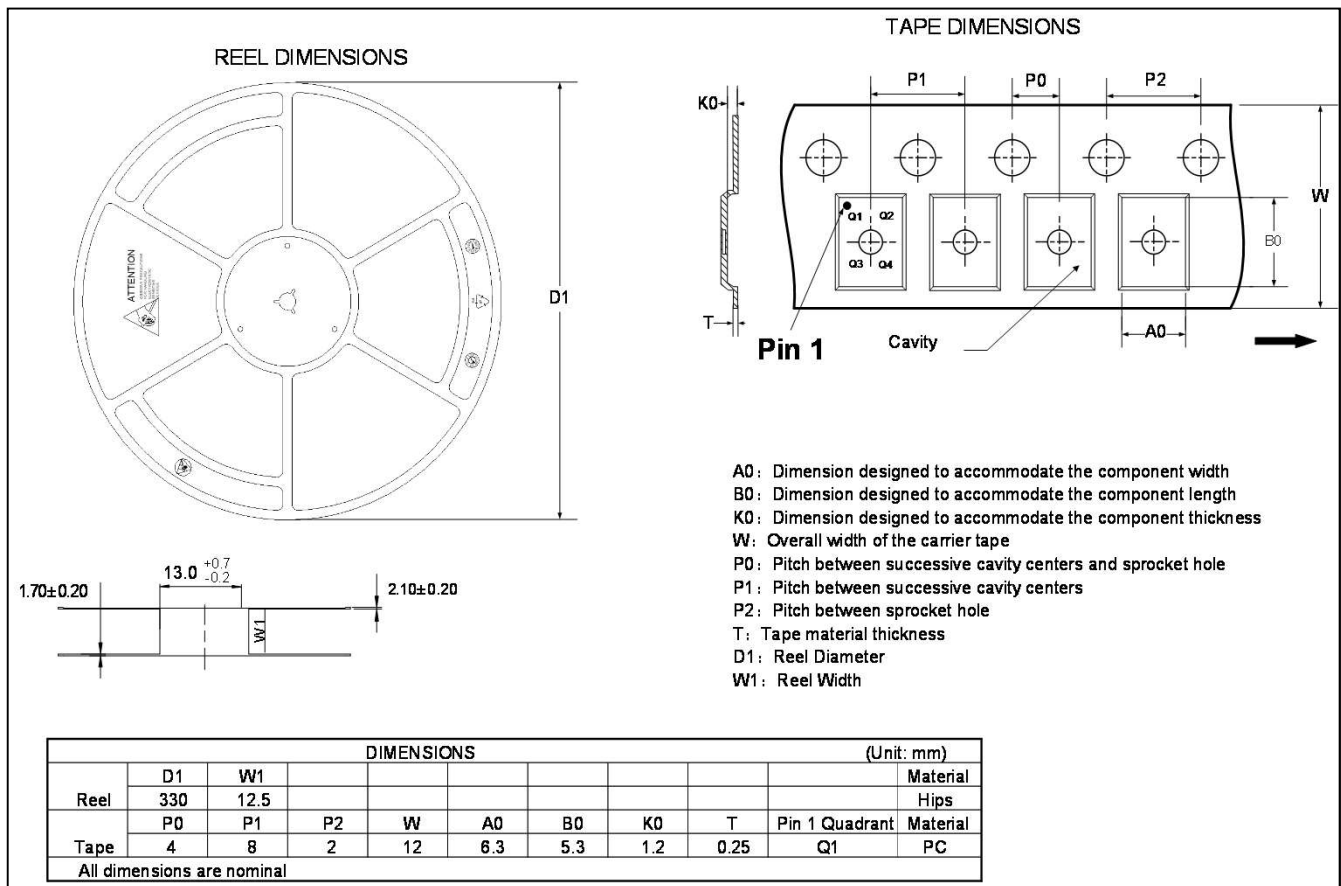 REEL DIMENSIONS
TAPE DIMENSIONS
ATTENTION
D1
P1 P0 P2
K0
W
Q1 Q2
Q3 Q4
B0
T
Pin 1
Cavity
A0
1.70±0.20
13.0 +0.7 -0.2
2.10±0.20
W1
A0: Dimension designed to accommodate the component width
B0: Dimension designed to accommodate the component length
K0: Dimension designed to accommodate the component thickness
W: Overall width of the carrier tape
P0: Pitch between successive cavity centers and sprocket hole
P1: Pitch between successive cavity centers
P2: Pitch between sprocket hole
T: Tape material thickness
D1: Reel Diameter
W1: Reel Width
DIMENSIONS (Unit: mm)
D1 W1 Material
Reel 330 12.5 Hips
P0 P1 P2 W A0 B0 K0 T Pin 1 Quadrant Material
Tape 4 8 2 12 6.3 5.3 1.2 0.25 Q1 PC
All dimensions are nominal